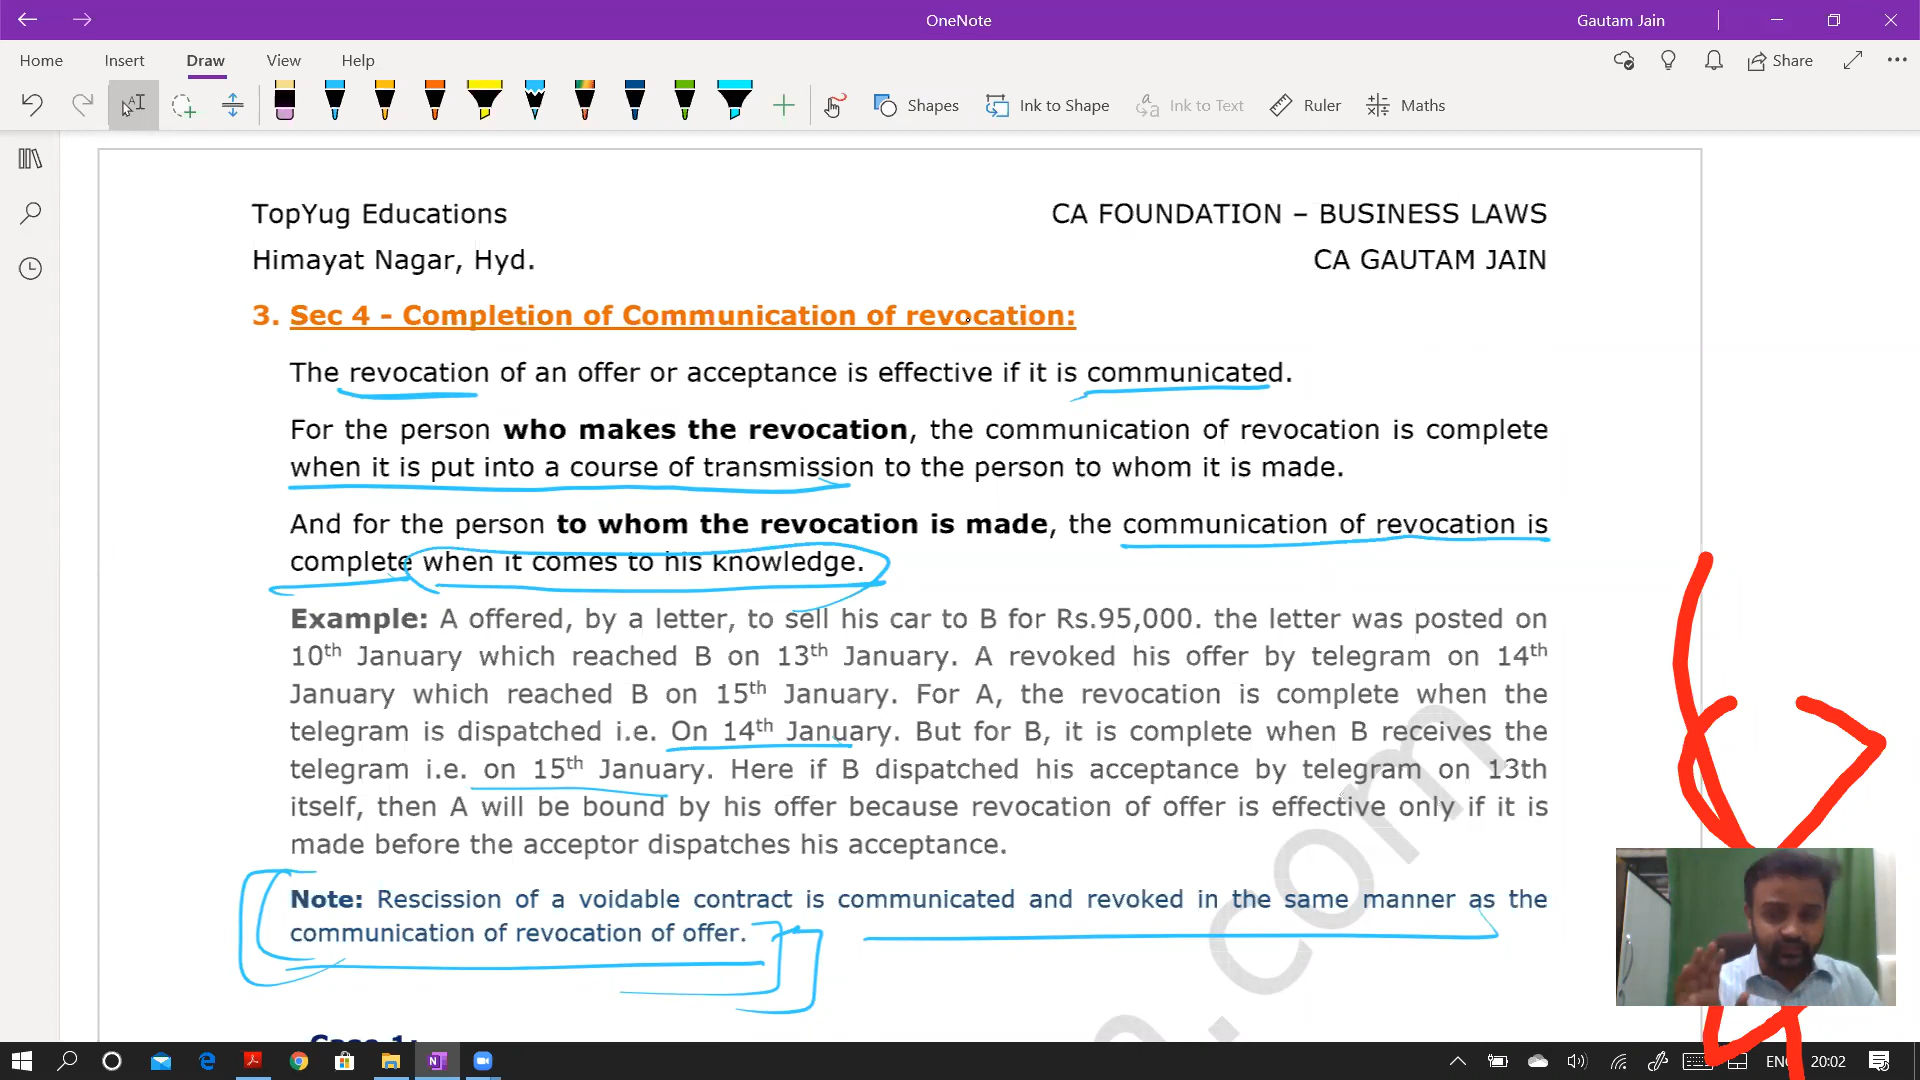 OneNote
Gautam Jain
Home Insert Draw View Help
Share
Shapes Ink to Shape Ink to Text Ruler Maths
TopYug Educations CA FOUNDATION – BUSINESS LAWS
Himayat Nagar, Hyd. CA GAUTAM JAIN
3. Sec 4 - Completion of Communication of revocation:
The revocation of an offer or acceptance is effective if it is communicated.
For the person who makes the revocation, the communication of revocation is complete
when it is put into a course of transmission to the person to whom it is made.
And for the person to whom the revocation is made, the communication of revocation is
complete when it comes to his knowledge.
Example: A offered, by a letter, to sell his car to B for Rs.95,000. the letter was posted on
10th January which reached B on 13th January. A revoked his offer by telegram on 14th
January which reached B on 15th January. For A, the revocation is complete when the
telegram is dispatched i.e. On 14th January. But for B, it is complete when B receives the
telegram i.e. on 15th January. Here if B dispatched his acceptance by telegram on 13th
itself, then A will be bound by his offer because revocation of offer is effective only if it is
made before the acceptor dispatches his acceptance.
Note: Rescission of a voidable contract is communicated and revoked in the same manner as the
communication of revocation of offer.
Case 1:
20:02